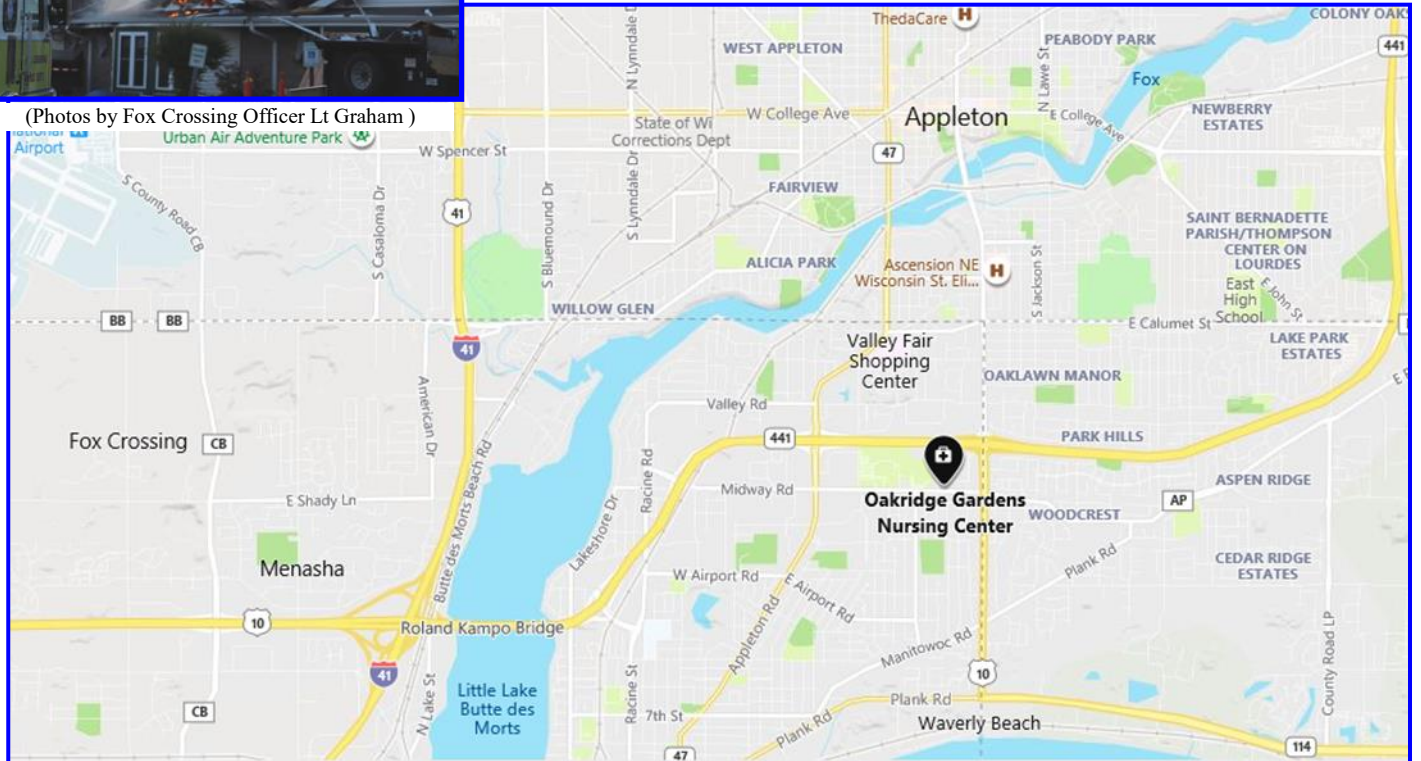 (Photos by Fox Crossing Officer Lt Graham )
ThedaCare H
COLONY OAKS
WEST APPLETON
PEABODY PARK
441
N Lynndale D
N Lawe St
Fox
W College Ave
Appleton
E College Ave
NEWBERRY
ESTATES
State of Wi
Corrections Dept
Airport
Urban Air Adventure Park
W Spencer St
47
S County Road CB
S Casaloma Dr
41
S Bluemound Dr
S Lynndale Dr
FAIRVIEW
SAINT BERNADETTE
PARISH/THOMPSON
CENTER ON
LOURDES
ALICIA PARK
Ascension NE
Wisconsin St. Eli...
H
S Jackson St
East
High
School
E John St
WILLOW GLEN
BB
BB
E Calumet St
41
Valley Fair
Shopping
Center
LAKE PARK
ESTATES
American Dr
OAKLAWN MANOR
Valley Rd
Fox Crossing
CB
441
PARK HILLS
Racine Rd
Butte des Morts Beach Rd
Midway Rd
E Shady Ln
Oakridge Gardens
Nursing Center
WOODCREST
AP
ASPEN RIDGE
Lakeshore Dr
Plank Rd
CEDAR RIDGE
ESTATES
Menasha
W Airport Rd
E Airport Rd
10
Roland Kampo Bridge
Appleton Rd
Manitowoc Rd
County Road LP
41
10
N Lake St
Little Lake
Butte des
Morts
Racine St
CB
7th St
Plank Rd
Plank Rd
Waverly Beach
47
114